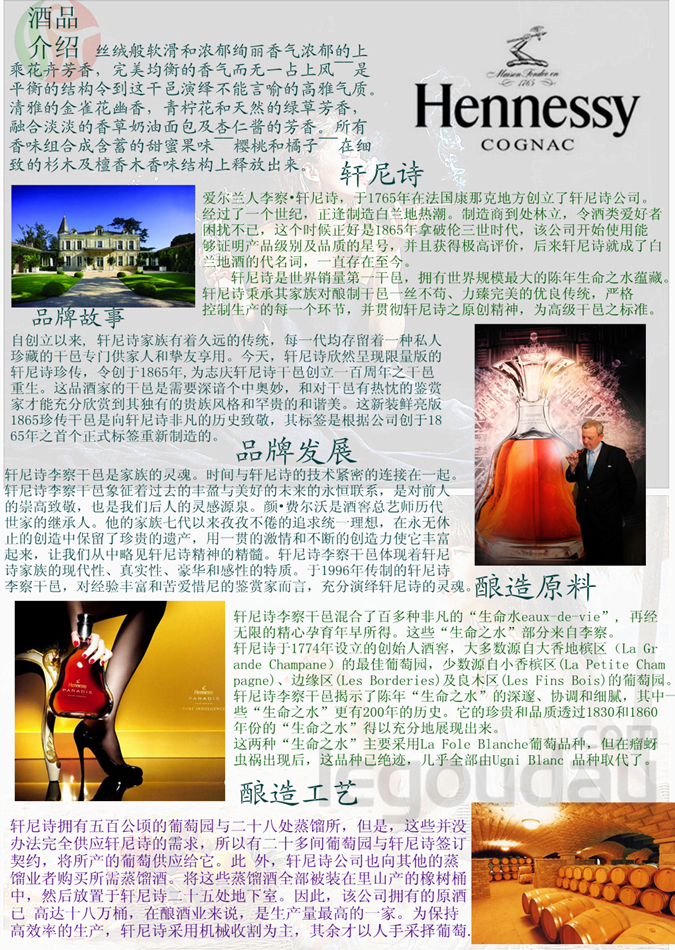 酒品
介绍
丝绒般软滑和浓郁绚丽香气浓郁的上
乘花卉芳香，完美均衡的香气而无一占上风￣￣是
平衡的结构令到这干邑演绎不能言喻的高雅气质。
清雅的金雀花幽香，青柠花和天然的绿草芳香，
融合淡淡的香草奶油面包及杏仁酱的芳香。所有
香味组合成含蓄的甜蜜果味￣￣樱桃和橘子￣￣在细
致的杉木及檀香木香味结构上释放出来。
Maison Fondée en
1765
Hennessy
COGNAC
轩尼诗
爱尔兰人李察•轩尼诗，于1765年在法国康那克地方创立了轩尼诗公司。
经过了一个世纪，正逢制造白兰地热潮。制造商到处林立，令酒类爱好者
困扰不已，这个时候正好是1865年拿破伦三世时代，该公司开始使用能
够证明产品级别及品质的星号，并且获得极高评价，后来轩尼诗就成了白
兰地酒的代名词，一直存在至今。
轩尼诗是世界销量第一干邑，拥有世界规模最大的陈年生命之水蕴藏。
轩尼诗秉承其家族对酿制干邑一丝不苟、力臻完美的优良传统，严格
控制生产的每一个环节，并贯彻轩尼诗之原创精神，为高级干邑之标准。
品牌故事
自创立以来，轩尼诗家族有着久远的传统，每一代均存留着一种私人
珍藏的干邑专门供家人和挚友享用。今天，轩尼诗欣然呈现限量版的
轩尼诗珍传，令创于1865年,为志庆轩尼诗干邑创立一百周年之干邑
重生。这品酒家的干邑是需要深谙个中奥妙，和对干邑有热忱的鉴赏
家才能充分欣赏到其独有的贵族风格和罕贵的和谐美。这新装鲜亮版
1865珍传干邑是向轩尼诗非凡的历史致敬，其标签是根据公司创于18
65年之首个正式标签重新制造的。
品牌发展
轩尼诗李察干邑是家族的灵魂。时间与轩尼诗的技术紧密的连接在一起。
轩尼诗李察干邑象征着过去的丰盈与美好的未来的永恒联系，是对前人
的崇高致敬，也是我们后人的灵感源泉。颜•费尔沃是酒窖总艺师历代
世家的继承人。他的家族七代以来孜孜不倦的追求统一理想，在永无休
止的创造中保留了珍贵的遗产，用一贯的激情和不断的创造力使它丰富
起来，让我们从中略见轩尼诗精神的精髓。轩尼诗李察干邑体现着轩尼
诗家族的现代性、真实性、豪华和感性的特质。于1996年传制的轩尼诗
李察干邑，对经验丰富和苦爱惜尼的鉴赏家而言，充分演绎轩尼诗的灵魂。
酿造原料
轩尼诗李察干邑混合了百多种非凡的“生命水eaux-de-vie”，再经
无限的精心孕育年早所得。这些“生命之水”部分来自李察。
轩尼诗于1774年设立的创始人酒窖，大多数源自大香地槟区（La Gr
ande Champane）的最佳葡萄园，少数源自小香槟区(La Petite Cham
pagne)、边缘区(Les Borderies)及良木区(Les Fins Bois)的葡萄园。
轩尼诗李察干邑揭示了陈年“生命之水”的深邃、协调和细腻，其中一
些“生命之水”更有200年的历史。它的珍贵和品质透过1830和1860
年份的“生命之水”得以充分地展现出来。
这两种“生命之水”主要采用La Fole Blanche葡萄品种，但在瘤蚜
虫祸出现后，这品种已绝迹，几乎全部由Ugni Blanc 品种取代了。
Hennessy
PARADIS
酿造工艺
轩尼诗拥有五百公顷的葡萄园与二十八处蒸馏所，但是，这些并没
办法完全供应轩尼诗的需求，所以有二十多间葡萄园与轩尼诗签订
契约，将所产的葡萄供应给它。此 外，轩尼诗公司也向其他的蒸
馏业者购买所需蒸馏酒。将这些蒸馏酒全部被装在里山产的橡树桶
中，然后放置于轩尼诗二十五处地下室。因此，该公司拥有的原酒
已 高达十八万桶，在酿酒业来说，是生产量最高的一家。为保持
高效率的生产，轩尼诗采用机械收割为主，其余才以人手采择葡萄.